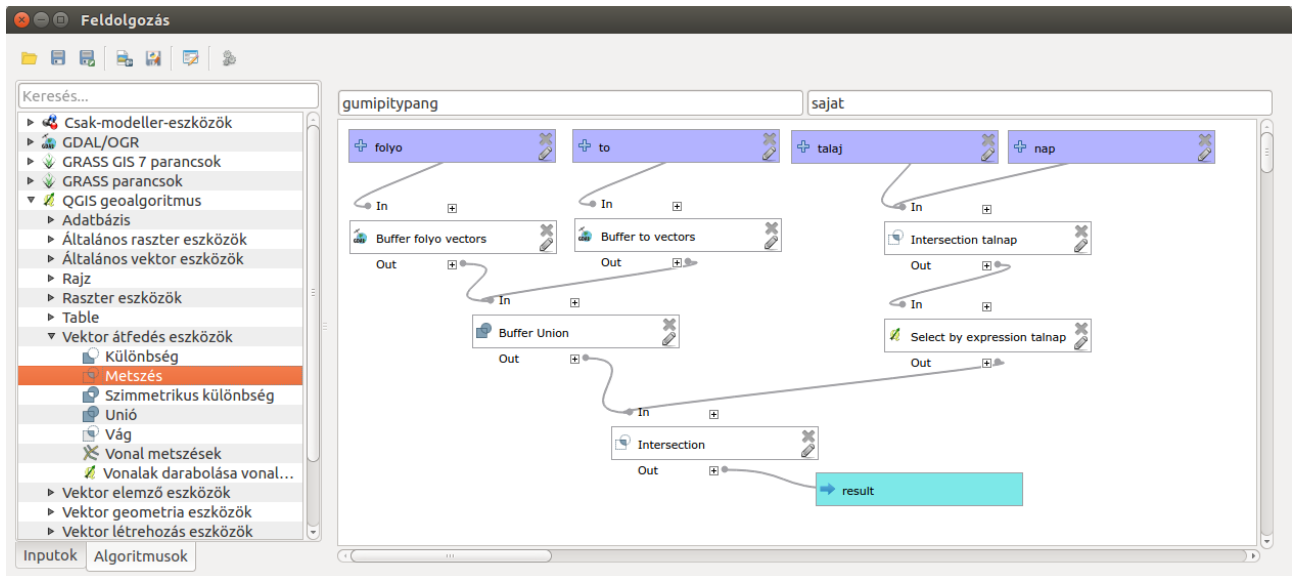 Feldolgozás
Keresés...
Csak-modeller-eszközök
GDAL/OGR
GRASS GIS 7 parancsok
GRASS parancsok
QGIS geoalgoritmus
Adatbázis
Általános raszter eszközök
Általános vektor eszközök
Rajz
Raszter eszközök
Table
Vektor átfedés eszközök
Különbség
Metszés
Szimmetrikus különbség
Unió
Vág
Vonal metszések
Vonalak darabolása vonal...
Vektor elemző eszközök
Vektor geometria eszközök
Vektor létrehozás eszközök
Inputok Algoritmusok
gumipitypang sajat
folyo to talaj nap
In In In
Buffer folyo vectors Buffer to vectors Intersection talnap
Out Out Out
In In
Buffer Union Select by expression talnap
Out Out
In
Intersection
Out
result